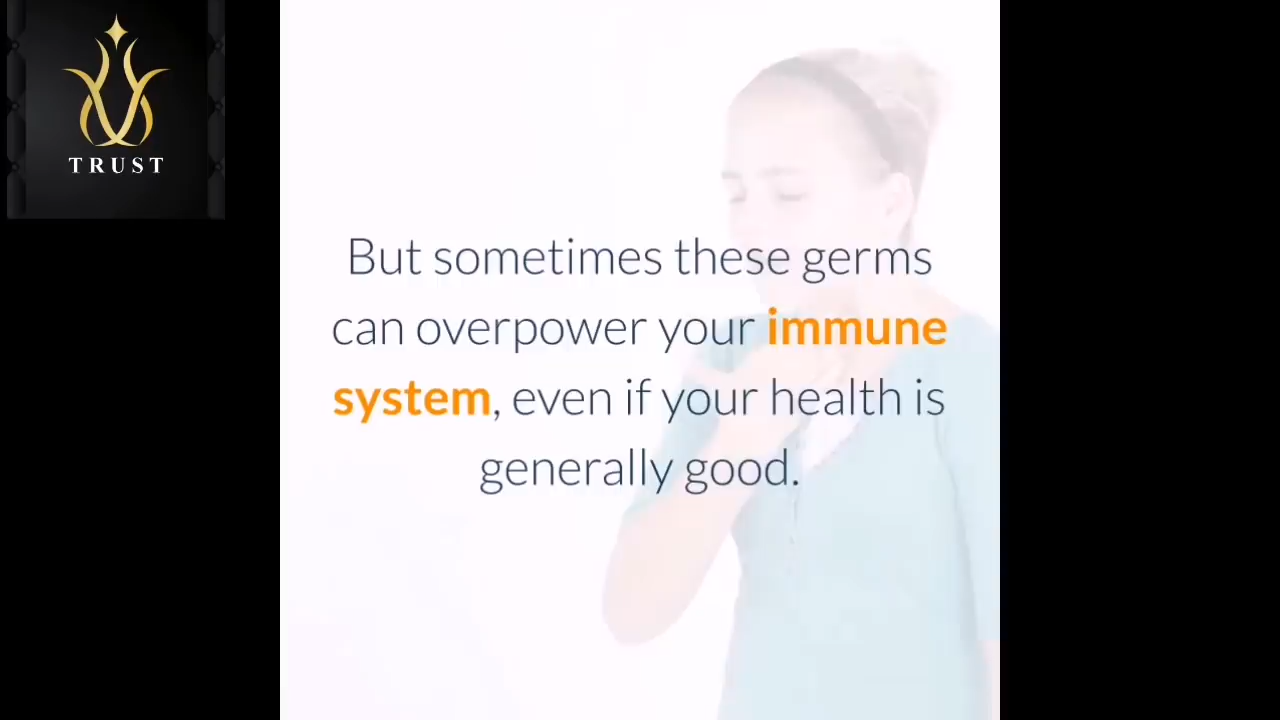 TRUST
But sometimes these germs
can overpower your immune
system, even if your health is
generally good.